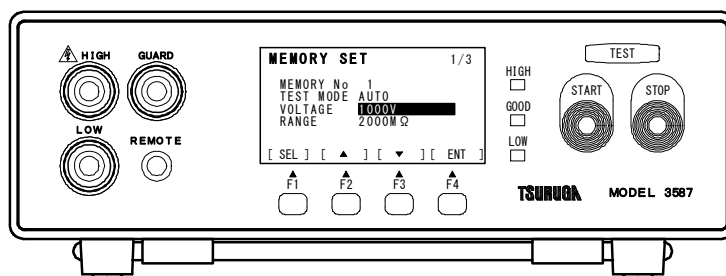 HIGH
GUARD
LOW
REMOTE
MEMORY SET 1/3
MEMORY No 1
TEST MODE AUTO
VOLTAGE 1000V
RANGE 2000MΩ
[ SEL ] [ ▲ ] [ ▼ ] [ ENT ]
F1 F2 F3 F4
HIGH
GOOD
LOW
TEST
START
STOP
TSURUGA MODEL 3587